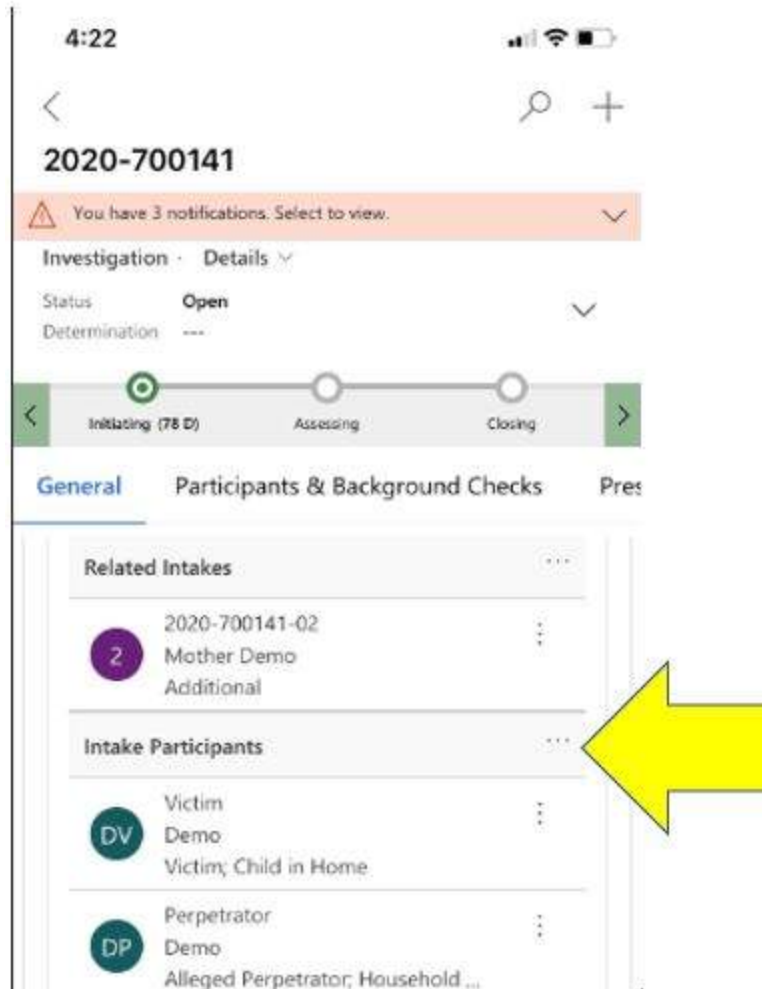 4:22
2020-700141
You have 3 notifications. Select to view.
Investigation · Details
Status Open
Determination ---
Initiating (78 D) Assessing Closing
General Participants & Background Checks Pres
Related Intakes ...
2 2020-700141-02
Mother Demo
Additional
Intake Participants ...
DV Victim
Demo
Victim; Child in Home
DP Perpetrator
Demo
Alleged Perpetrator; Household ...